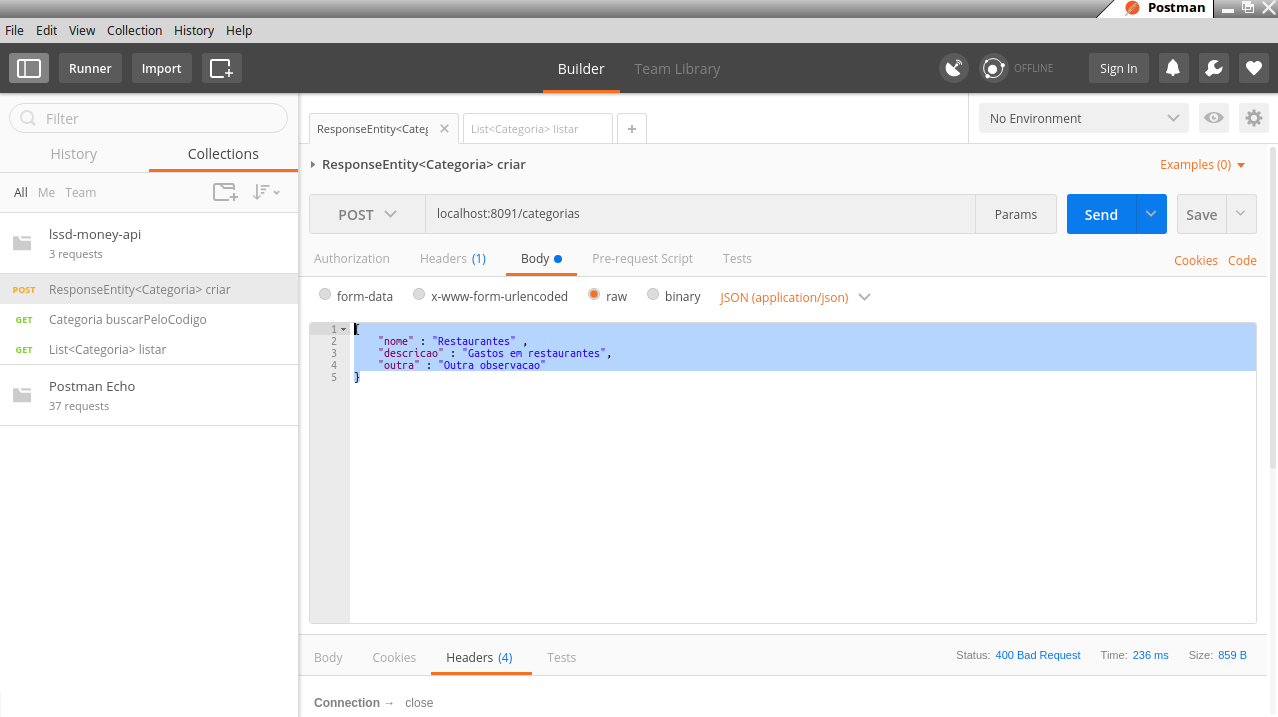 Postman
File Edit View Collection History Help
Runner Import Builder Team Library OFFLINE Sign In
Filter
History Collections
All Me Team
lssd-money-api
3 requests
POST ResponseEntity<Categoria> criar
GET Categoria buscarPeloCodigo
GET List<Categoria> listar
Postman Echo
37 requests
ResponseEntity<Categ List<Categoria> listar + No Environment
ResponseEntity<Categoria> criar Examples (0)
POST localhost:8091/categorias Params Send Save
Authorization Headers (1) Body Pre-request Script Tests Cookies Code
form-data x-www-form-urlencoded raw binary JSON (application/json)
1 {
2 "nome" : "Restaurantes" ,
3 "descricao" : "Gastos em restaurantes",
4 "outra" : "Outra observacao"
5 }
Body Cookies Headers (4) Tests Status: 400 Bad Request Time: 236 ms Size: 859 B
Connection → close